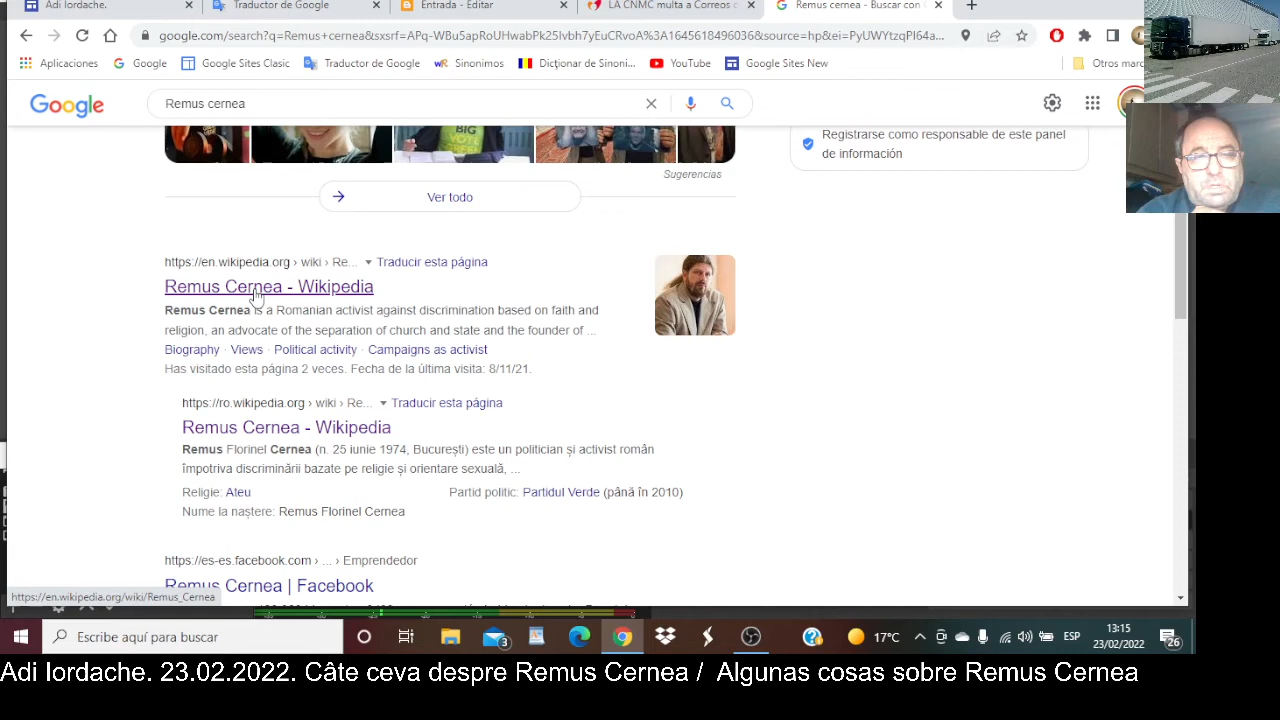 Adi Iordache.
Traductor de Google
Entrada - Editar
LA CNMC multa a Correos c
Remus cernea - Buscar con
google.com/search?q=Remus+cernea&sxsrf=
Aplicaciones
Google
Google Sites Clasic
Traductor de Google
Sinonimos
Dicționar de Sinoni...
YouTube
Google Sites New
Otros marc
Google
Remus cernea
BIG
Registrarse como responsable de este panel
de información
Sugerencias
Ver todo
https://en.wikipedia.org › wiki › Re...
Traducir esta página
Remus Cernea - Wikipedia
Remus Cernea is a Romanian activist against discrimination based on faith and
religion, an advocate of the separation of church and state and the founder of ...
Biography · Views · Political activity · Campaigns as activist
Has visitado esta página 2 veces. Fecha de la última visita: 8/11/21.
https://ro.wikipedia.org › wiki › Re...
Traducir esta página
Remus Cernea - Wikipedia
Remus Florinel Cernea (n. 25 iunie 1974, București) este un politician și activist român
împotriva discriminării bazate pe religie și orientare sexuală, ...
Religie: Ateu
Partid politic: Partidul Verde (până în 2010)
Nume la naștere: Remus Florinel Cernea
https://es-es.facebook.com › ... › Emprendedor
Remus Cernea | Facebook
https://en.wikipedia.org/wiki/Remus_Cernea
Escribe aquí para buscar
3
17°C
ESP
13:15
23/02/2022
26
Adi Iordache. 23.02.2022. Câte ceva despre Remus Cernea / Algunas cosas sobre Remus Cernea